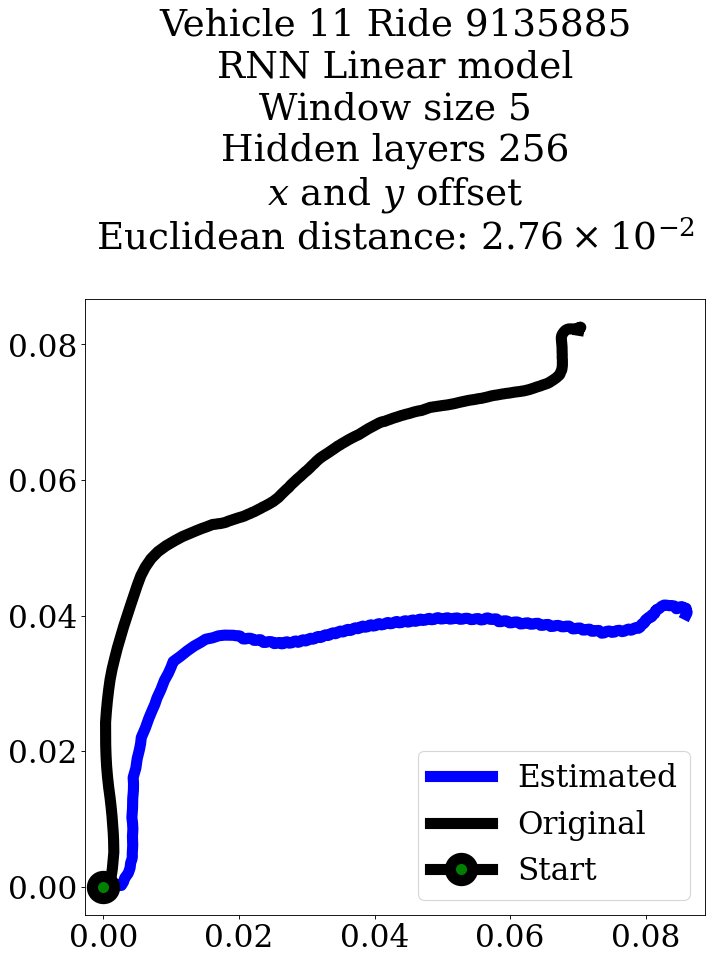 Vehicle 11 Ride 9135885
RNN Linear model
Window size 5
Hidden layers 256
x and y offset
Euclidean distance: 2.76 × 10⁻²
0.08
0.06
0.04
0.02
0.00
Estimated
Original
Start
0.00 0.02 0.04 0.06 0.08